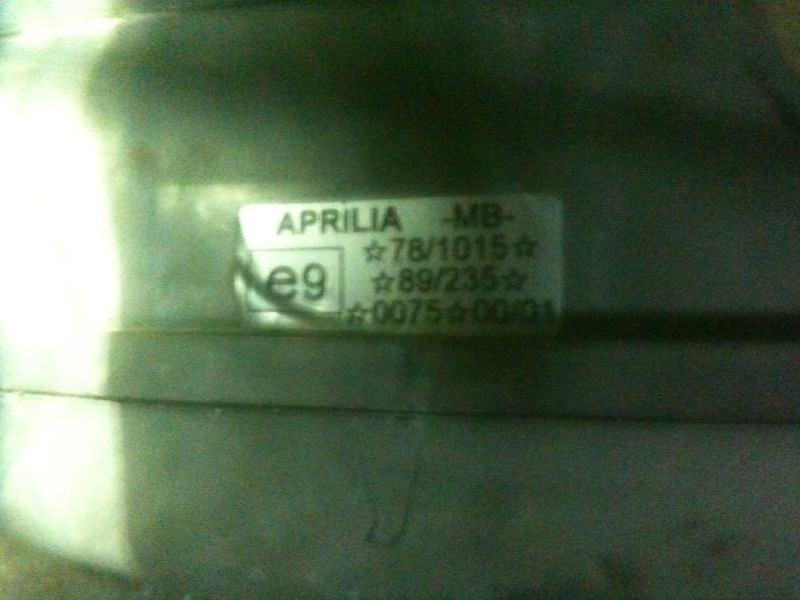 APRILIA -MB-
☆78/1015☆
e9 ☆89/235☆
☆0075☆00/01